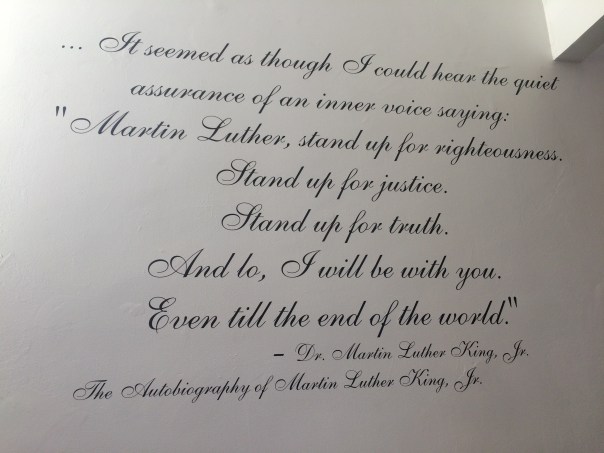 ... It seemed as though I could hear the quiet
assurance of an inner voice saying:
"Martin Luther, stand up for righteousness.
Stand up for justice.
Stand up for truth.
And lo, I will be with you.
Even till the end of the world."
– Dr. Martin Luther King, Jr.
The Autobiography of Martin Luther King, Jr.